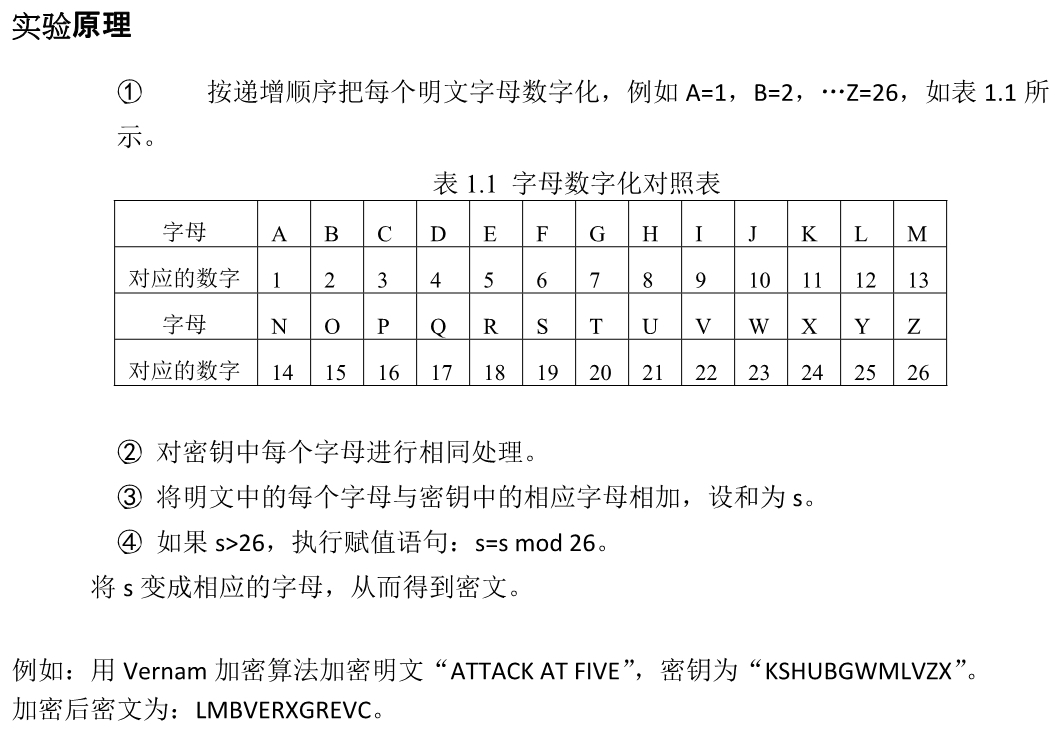 实验原理
① 按递增顺序把每个明文字母数字化，例如 A=1，B=2，…Z=26，如表 1.1 所
示。
表 1.1 字母数字化对照表
字母 A B C D E F G H I J K L M
对应的数字 1 2 3 4 5 6 7 8 9 10 11 12 13
字母 N O P Q R S T U V W X Y Z
对应的数字 14 15 16 17 18 19 20 21 22 23 24 25 26
② 对密钥中每个字母进行相同处理。
③ 将明文中的每个字母与密钥中的相应字母相加，设和为 s。
④ 如果 s>26，执行赋值语句：s=s mod 26。
将 s 变成相应的字母，从而得到密文。
例如：用 Vernam 加密算法加密明文“ATTACK AT FIVE”，密钥为“KSHUBGWMLVZX”。
加密后密文为：LMBVERXGREVC。